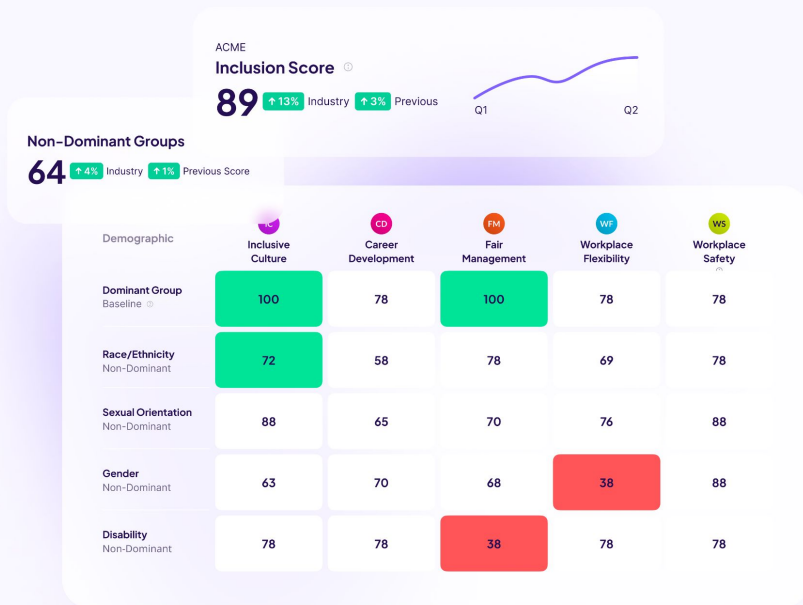 ACME
Inclusion Score
89 ↑ 13% Industry ↑ 3% Previous
Q1 Q2
Non-Dominant Groups
64 ↑ 4% Industry ↑ 1% Previous Score
CD FM WF WS
Demographic
Inclusive Culture
Career Development
Fair Management
Workplace Flexibility
Workplace Safety
Dominant Group
Baseline
100 78 100 78 78
Race/Ethnicity
Non-Dominant
72 58 78 69 78
Sexual Orientation
Non-Dominant
88 65 70 76 88
Gender
Non-Dominant
63 70 68 38 88
Disability
Non-Dominant
78 78 38 78 78